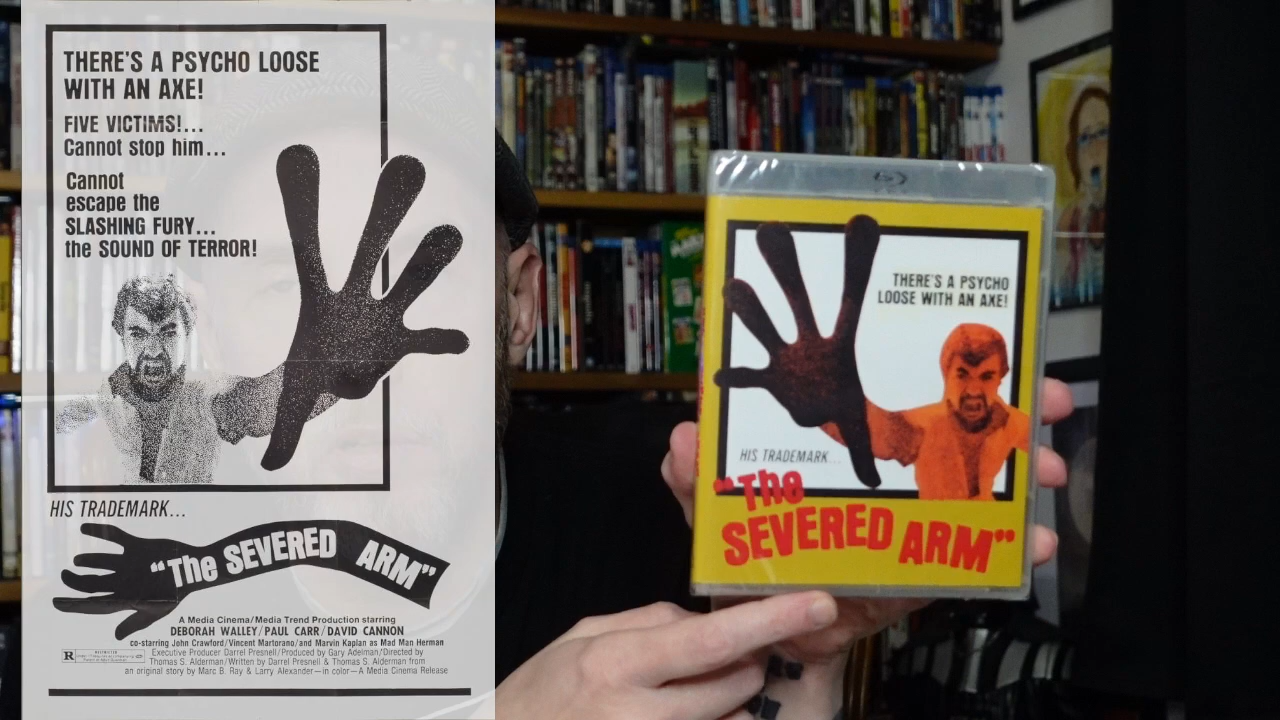 THERE'S A PSYCHO LOOSE
WITH AN AXE!
FIVE VICTIMS!...
Cannot stop him...
Cannot
escape the
SLASHING FURY...
the SOUND OF TERROR!
HIS TRADEMARK...
"The SEVERED ARM"
A Media Cinema/Media Trend Production starring
DEBORAH WALLEY/PAUL CARR/DAVID CANNON
co-starring John Crawford/Vincent Martorano/and Marvin Kaplan as Mad Man Herman
Executive Producer Darrel Presnell/Produced by Gary Adelman/Directed by
Thomas S. Alderman/Written by Darrel Presnell & Thomas S. Alderman from
an original story by Marc B. Ray & Larry Alexander—in color—A Media Cinema Release
R
RESTRICTED
THERE'S A PSYCHO
LOOSE WITH AN AXE!
HIS TRADEMARK...
"The
SEVERED ARM"